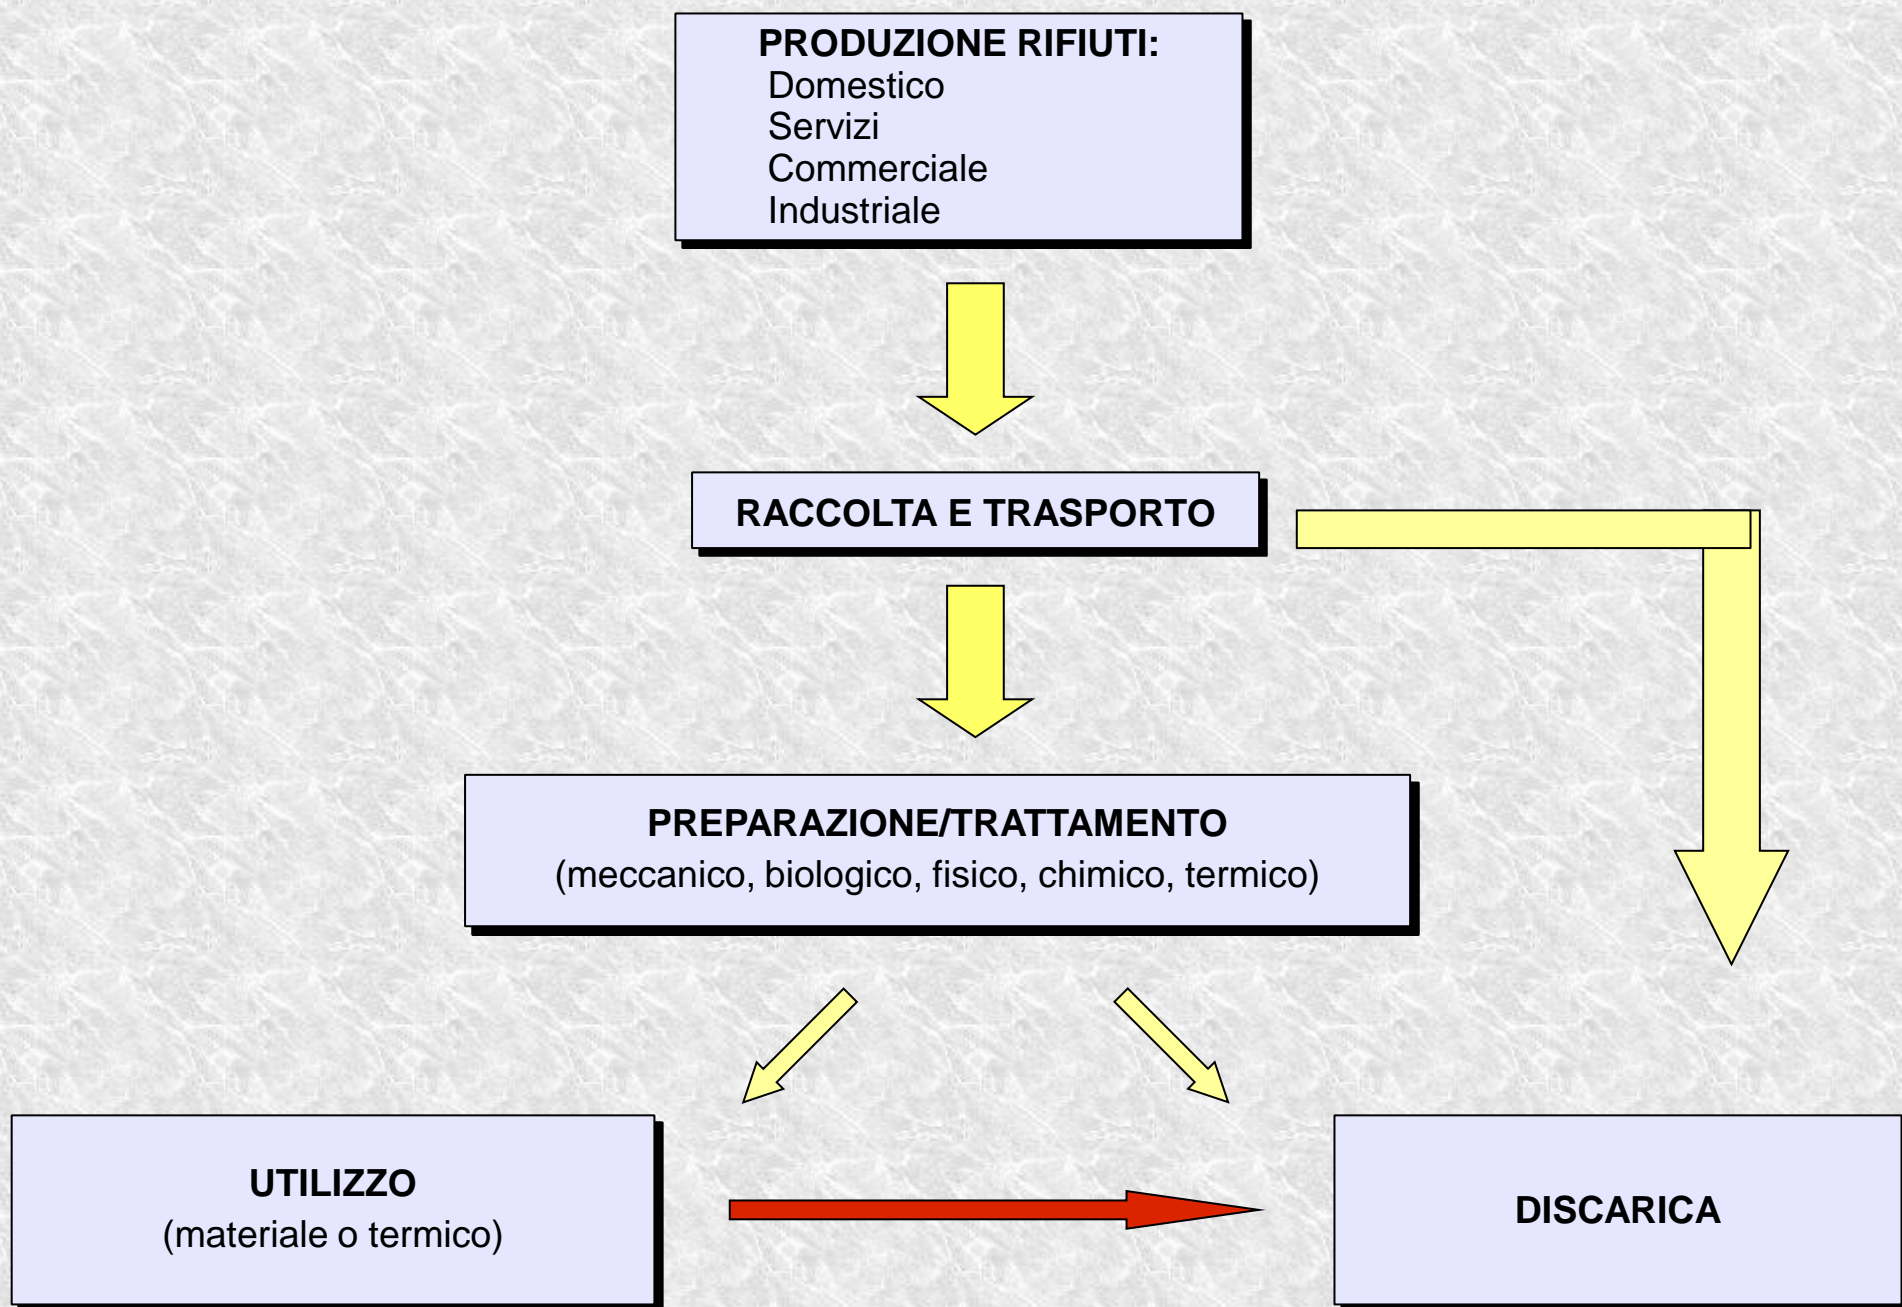 PRODUZIONE RIFIUTI:
Domestico
Servizi
Commerciale
Industriale
RACCOLTA E TRASPORTO
PREPARAZIONE/TRATTAMENTO
(meccanico, biologico, fisico, chimico, termico)
UTILIZZO
(materiale o termico)
DISCARICA